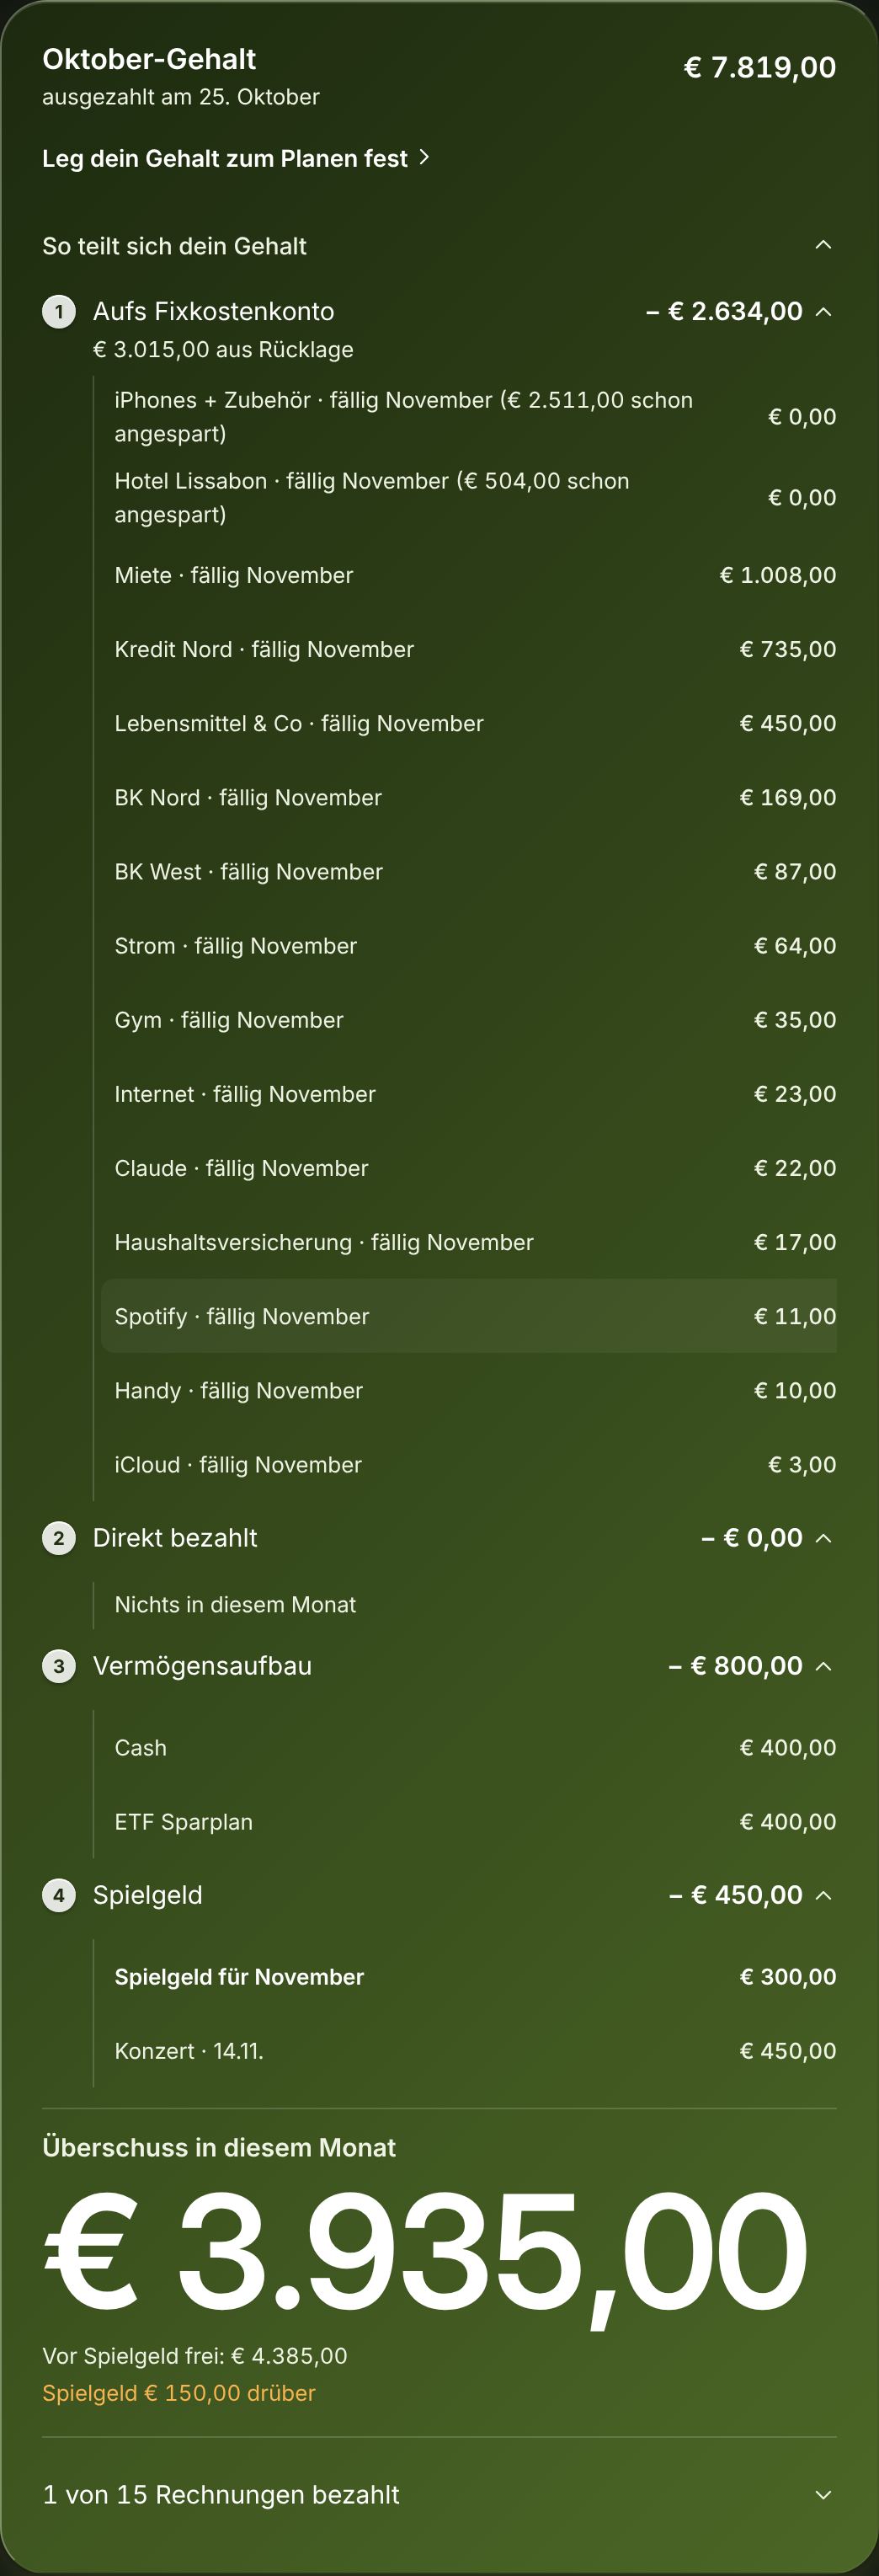 Oktober-Gehalt
€ 7.819,00
ausgezahlt am 25. Oktober
Leg dein Gehalt zum Planen fest
So teilt sich dein Gehalt
1 Aufs Fixkostenkonto – € 2.634,00
€ 3.015,00 aus Rücklage
iPhones + Zubehör · fällig November (€ 2.511,00 schon
angespart)
€ 0,00
Hotel Lissabon · fällig November (€ 504,00 schon
angespart)
€ 0,00
Miete · fällig November € 1.008,00
Kredit Nord · fällig November € 735,00
Lebensmittel & Co · fällig November € 450,00
BK Nord · fällig November € 169,00
BK West · fällig November € 87,00
Strom · fällig November € 64,00
Gym · fällig November € 35,00
Internet · fällig November € 23,00
Claude · fällig November € 22,00
Haushaltsversicherung · fällig November € 17,00
Spotify · fällig November € 11,00
Handy · fällig November € 10,00
iCloud · fällig November € 3,00
2 Direkt bezahlt – € 0,00
Nichts in diesem Monat
3 Vermögensaufbau – € 800,00
Cash € 400,00
ETF Sparplan € 400,00
4 Spielgeld – € 450,00
Spielgeld für November € 300,00
Konzert · 14.11. € 450,00
Überschuss in diesem Monat
€ 3.935,00
Vor Spielgeld frei: € 4.385,00
Spielgeld € 150,00 drüber
1 von 15 Rechnungen bezahlt